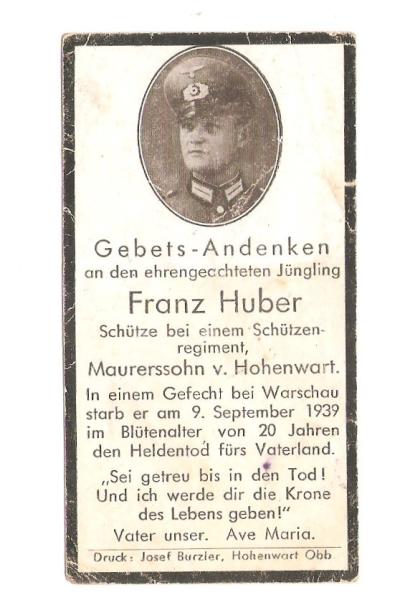 Gebets-Andenken
an den ehrengeachteten Jüngling
Franz Huber
Schütze bei einem Schützen-
regiment,
Maurerssohn v. Hohenwart.
In einem Gefecht bei Warschau
starb er am 9. September 1939
im Blütenalter von 20 Jahren
den Heldentod fürs Vaterland.
„Sei getreu bis in den Tod!
Und ich werde dir die Krone
des Lebens geben!“
Vater unser. Ave Maria.
Druck: Josef Burzler, Hohenwart Obb